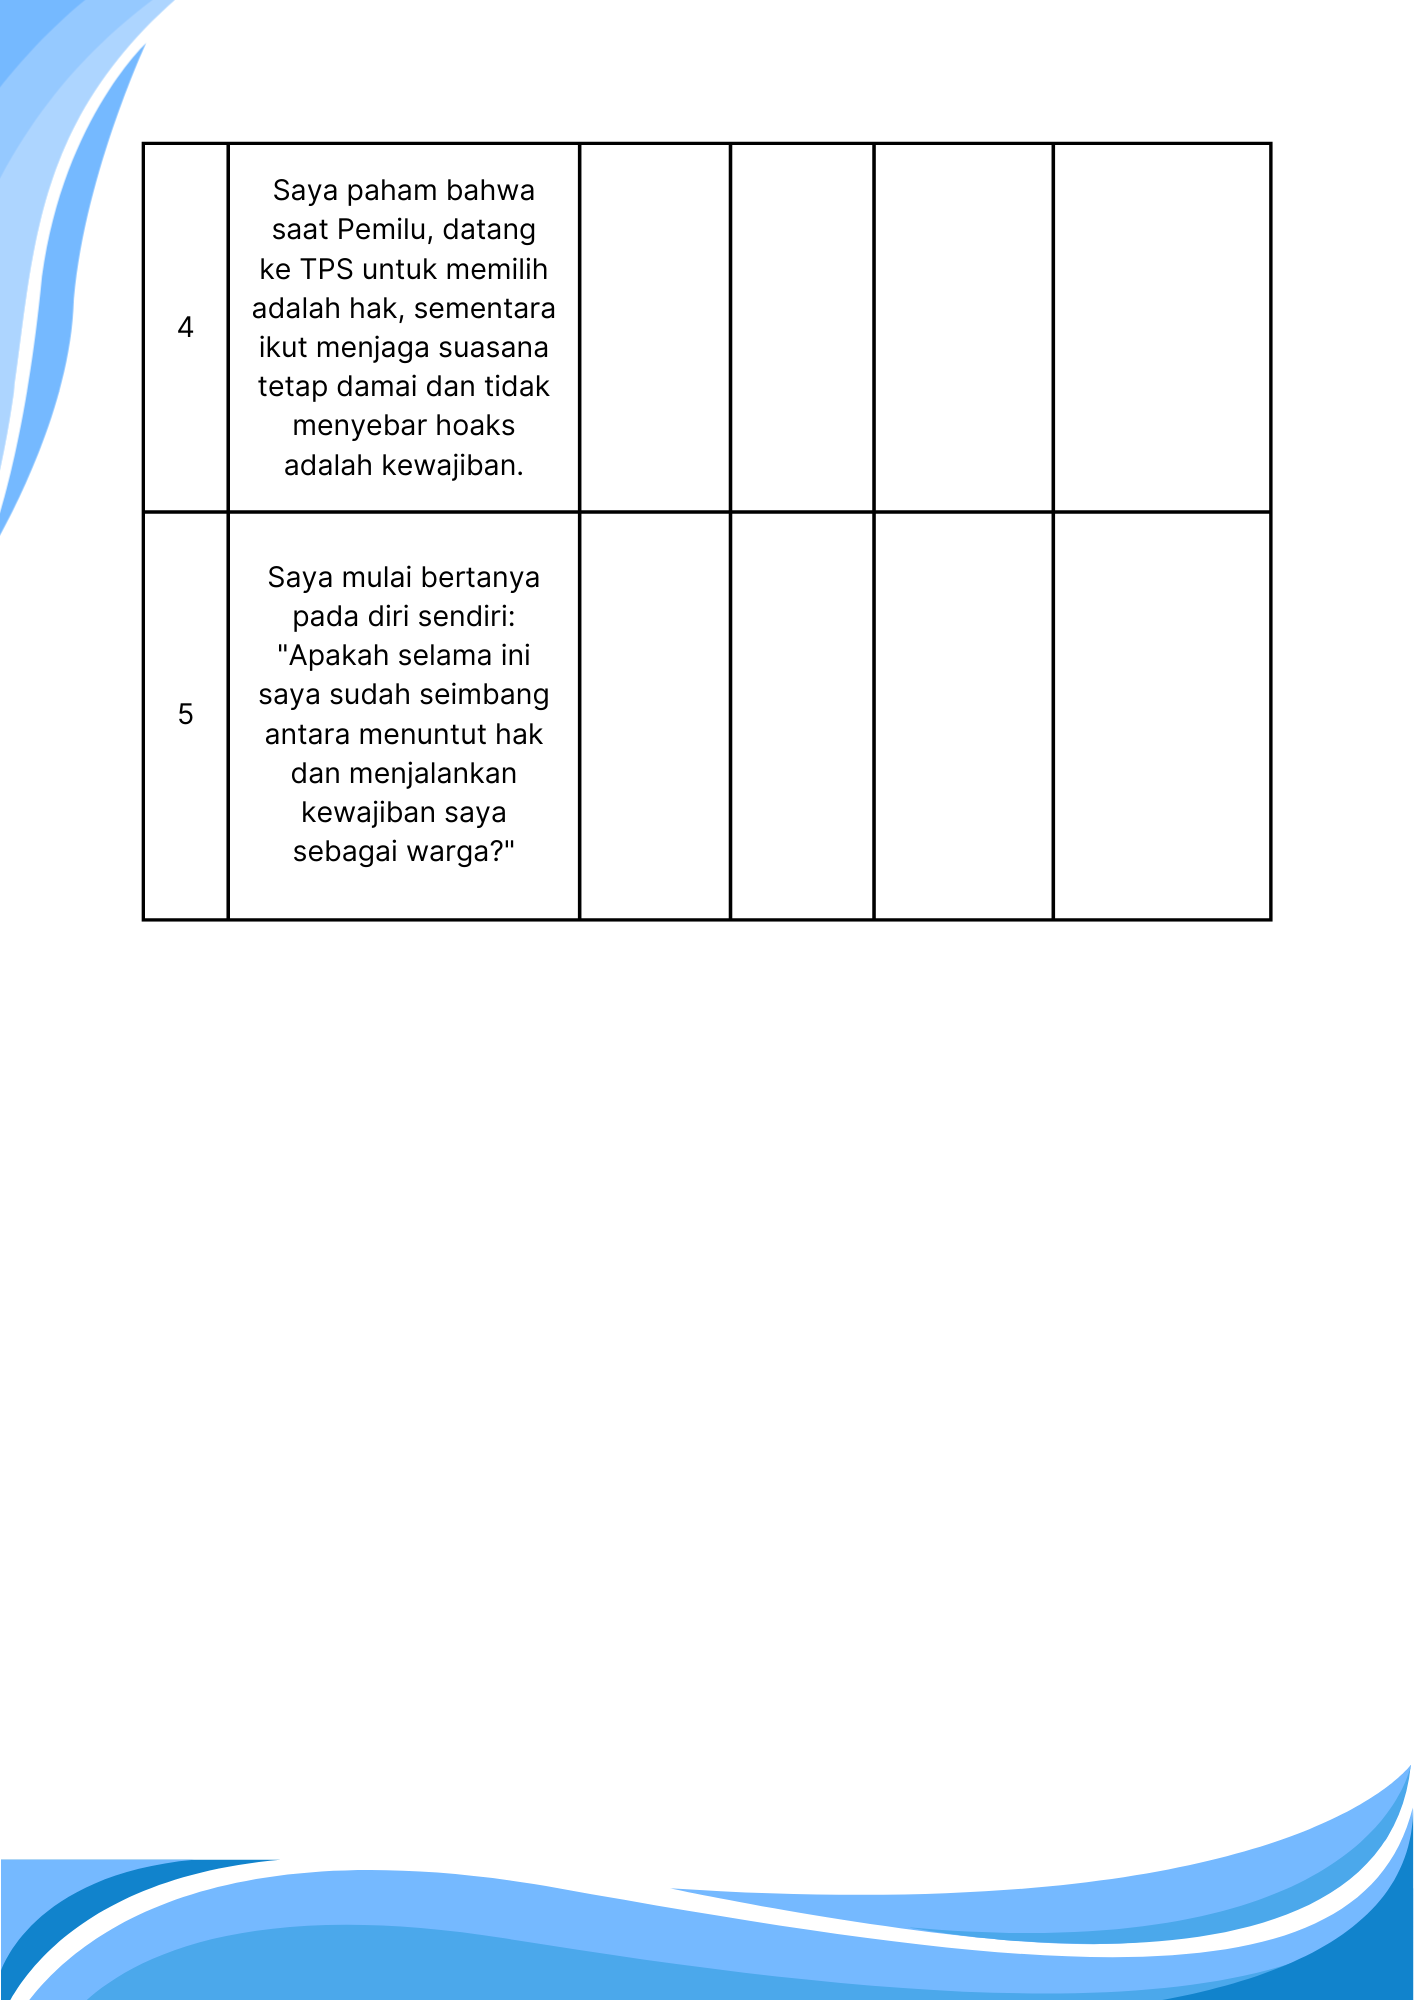 4
Saya paham bahwa
saat Pemilu, datang
ke TPS untuk memilih
adalah hak, sementara
ikut menjaga suasana
tetap damai dan tidak
menyebar hoaks
adalah kewajiban.
5
Saya mulai bertanya
pada diri sendiri:
"Apakah selama ini
saya sudah seimbang
antara menuntut hak
dan menjalankan
kewajiban saya
sebagai warga?"